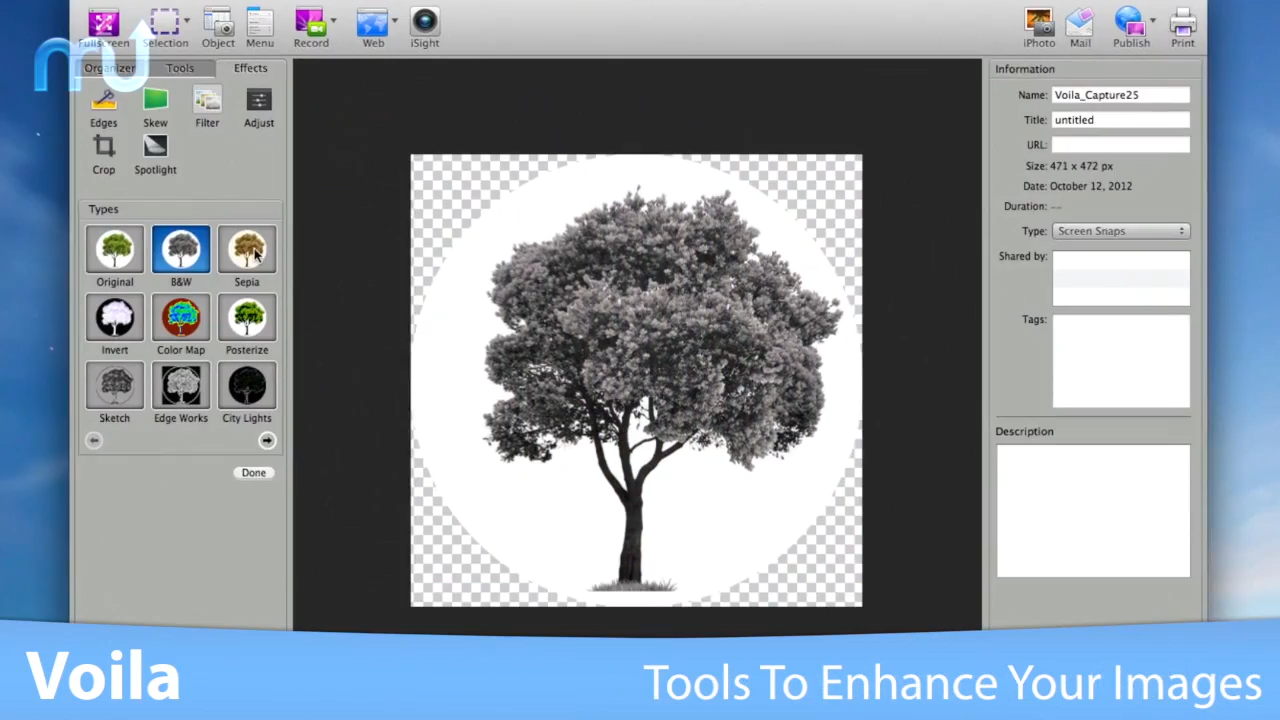 Fullscreen Selection Object Menu Record Web iSight iPhoto Mail Publish Print
mu
Organizer Tools Effects
Edges Skew Filter Adjust
Crop Spotlight
Types
Original B&W Sepia
Invert Color Map Posterize
Sketch Edge Works City Lights
Done
Information
Name: Voila_Capture25
Title: untitled
URL:
Size: 471 x 472 px
Date: October 12, 2012
Duration: --
Type: Screen Snaps
Shared by:
Tags:
Description
Voila
Tools To Enhance Your Images